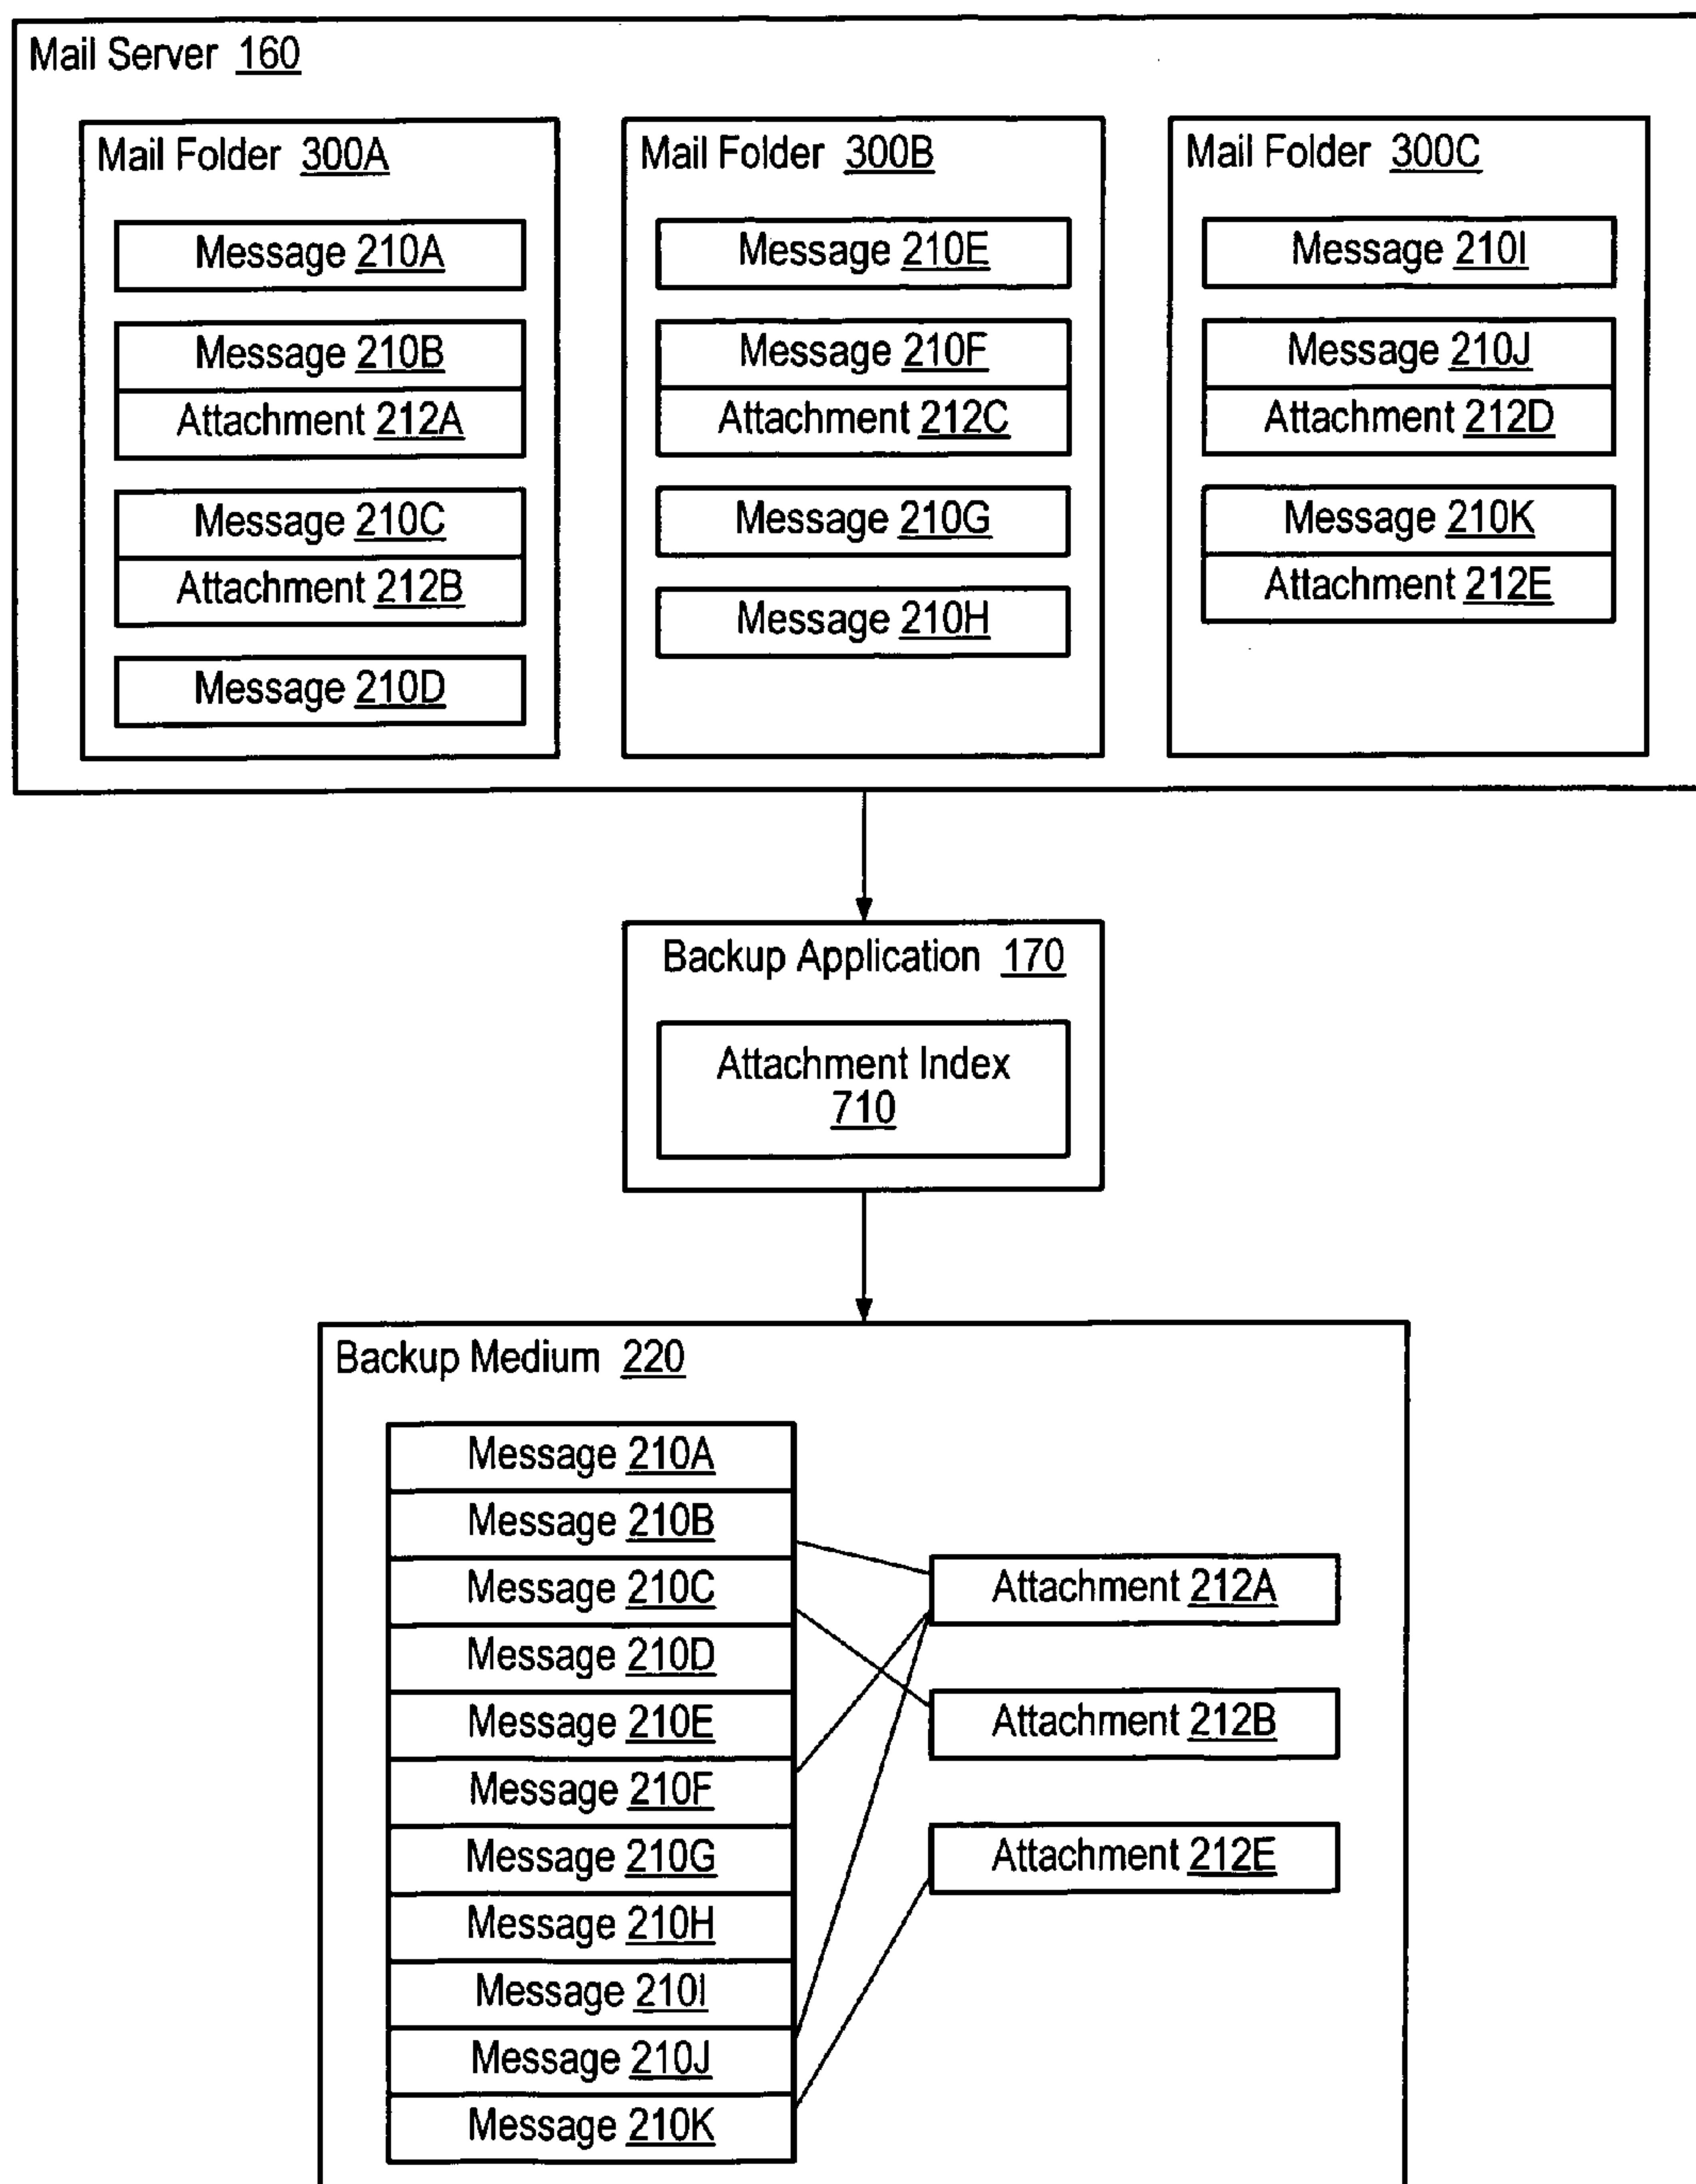 Mail Server 160
Mail Folder 300A
Message 210A
Message 210B
Attachment 212A
Message 210C
Attachment 212B
Message 210D
Mail Folder 300B
Message 210E
Message 210F
Attachment 212C
Message 210G
Message 210H
Mail Folder 300C
Message 210I
Message 210J
Attachment 212D
Message 210K
Attachment 212E
Backup Application 170
Attachment Index
710
Backup Medium 220
Message 210A
Message 210B
Message 210C
Message 210D
Message 210E
Message 210F
Message 210G
Message 210H
Message 210I
Message 210J
Message 210K
Attachment 212A
Attachment 212B
Attachment 212E